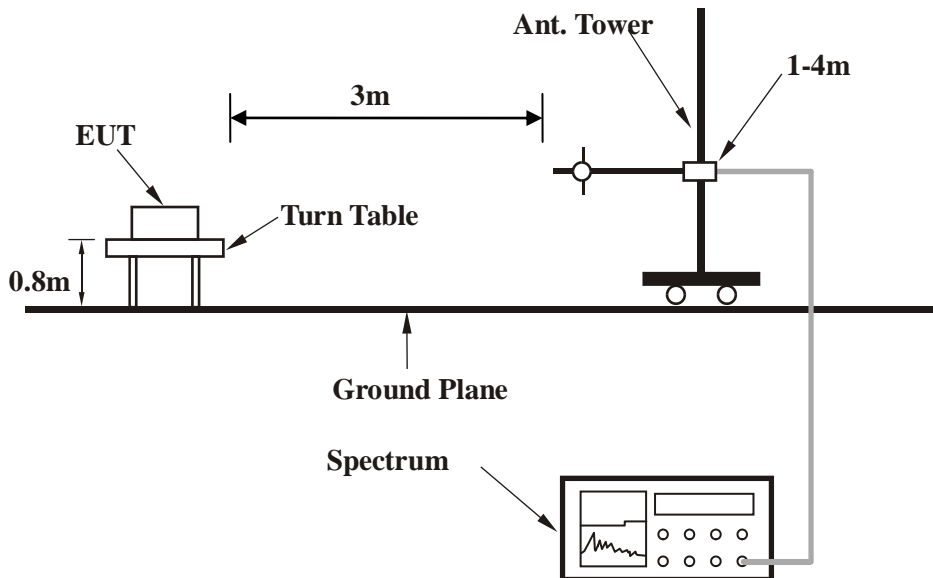 Ant. Tower
1-4m
3m
EUT
Turn Table
0.8m
Ground Plane
Spectrum